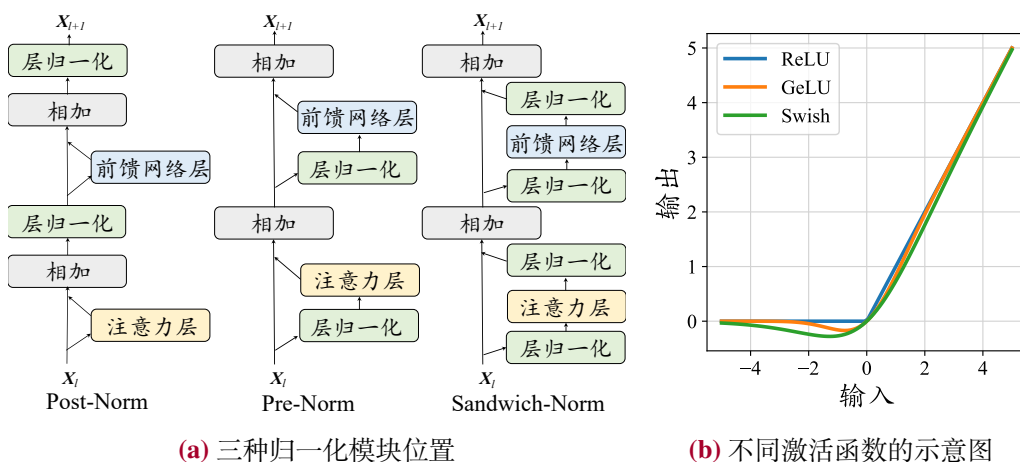 X_{l+1}
层归一化
相加
前馈网络层
层归一化
相加
注意力层
X_l
Post-Norm
X_{l+1}
相加
前馈网络层
层归一化
相加
注意力层
层归一化
X_l
Pre-Norm
X_{l+1}
相加
层归一化
前馈网络层
层归一化
相加
层归一化
注意力层
层归一化
X_l
Sandwich-Norm
(a) 三种归一化模块位置
ReLU
GeLU
Swish
输出
5
4
3
2
1
0
−4 −2 0 2 4
输入
(b) 不同激活函数的示意图